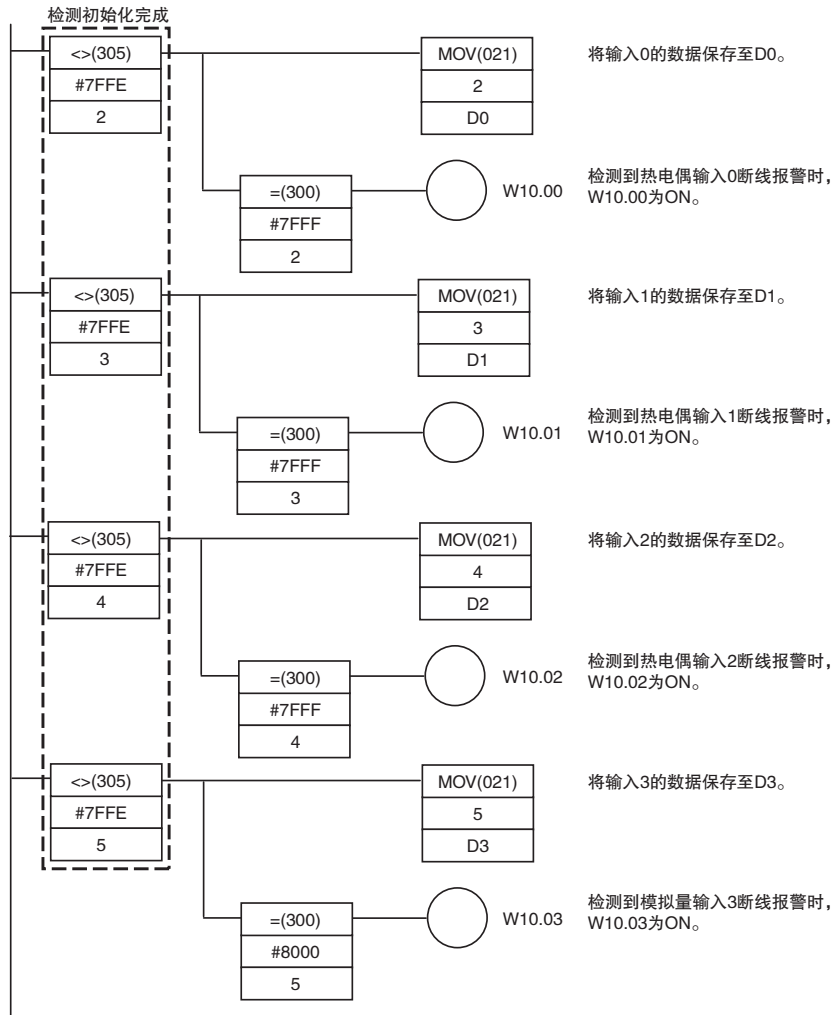 检测初始化完成
<>(305)
#7FFE
2
MOV(021)
2
D0
将输入0的数据保存至D0。
=(300)
#7FFF
2
W10.00
检测到热电偶输入0断线报警时，
W10.00为ON。
<>(305)
#7FFE
3
MOV(021)
3
D1
将输入1的数据保存至D1。
=(300)
#7FFF
3
W10.01
检测到热电偶输入1断线报警时，
W10.01为ON。
<>(305)
#7FFE
4
MOV(021)
4
D2
将输入2的数据保存至D2。
=(300)
#7FFF
4
W10.02
检测到热电偶输入2断线报警时，
W10.02为ON。
<>(305)
#7FFE
5
MOV(021)
5
D3
将输入3的数据保存至D3。
=(300)
#8000
5
W10.03
检测到模拟量输入3断线报警时，
W10.03为ON。